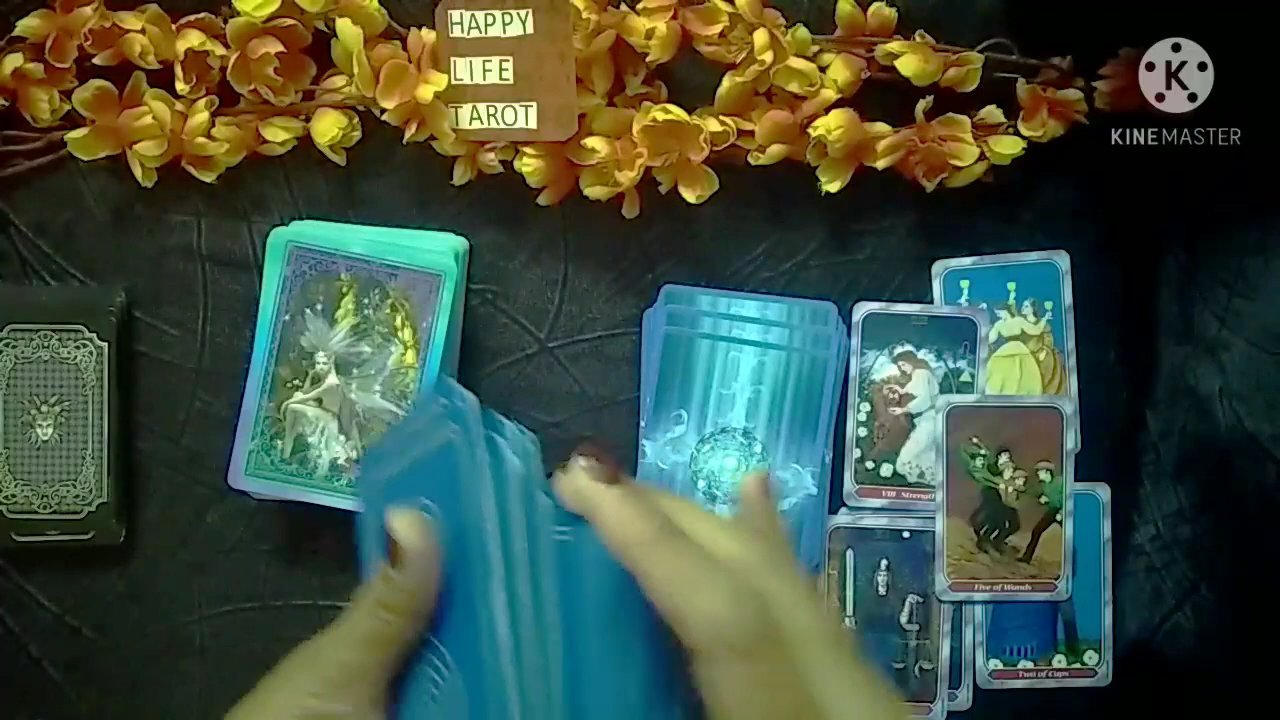 HAPPY
LIFE
TAROT
K
KINEMASTER
VIII Strength
Five of Wands
Two of Cups